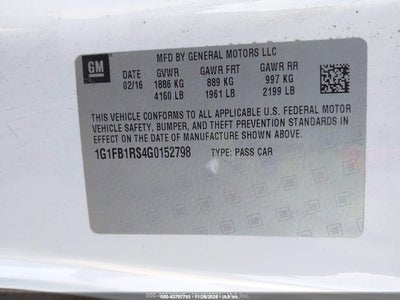 MFD BY GENERAL MOTORS LLC
GM
DATE GVWR GAWR FRT GAWR RR
02/16 1886 KG 889 KG 997 KG
4160 LB 1961 LB 2199 LB
THIS VEHICLE CONFORMS TO ALL APPLICABLE U.S. FEDERAL MOTOR
VEHICLE SAFETY, BUMPER, AND THEFT PREVENTION STANDARDS
IN EFFECT ON THE DATE OF MANUFACTURE SHOWN ABOVE.
1G1FB1RS4G0152798 TYPE: PASS CAR